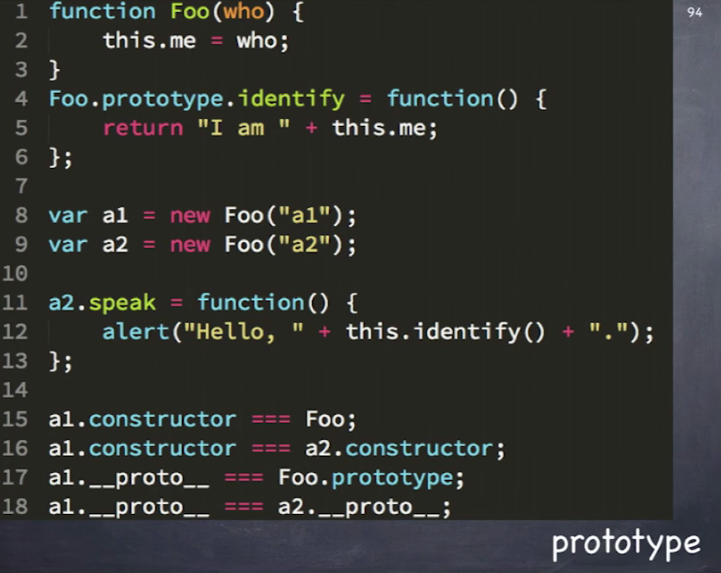 1 function Foo(who) {
2     this.me = who;
3 }
4 Foo.prototype.identify = function() {
5     return "I am " + this.me;
6 };
7
8 var a1 = new Foo("a1");
9 var a2 = new Foo("a2");
10
11 a2.speak = function() {
12     alert("Hello, " + this.identify() + ".");
13 };
14
15 a1.constructor === Foo;
16 a1.constructor === a2.constructor;
17 a1.__proto__ === Foo.prototype;
18 a1.__proto__ === a2.__proto__;
94
prototype